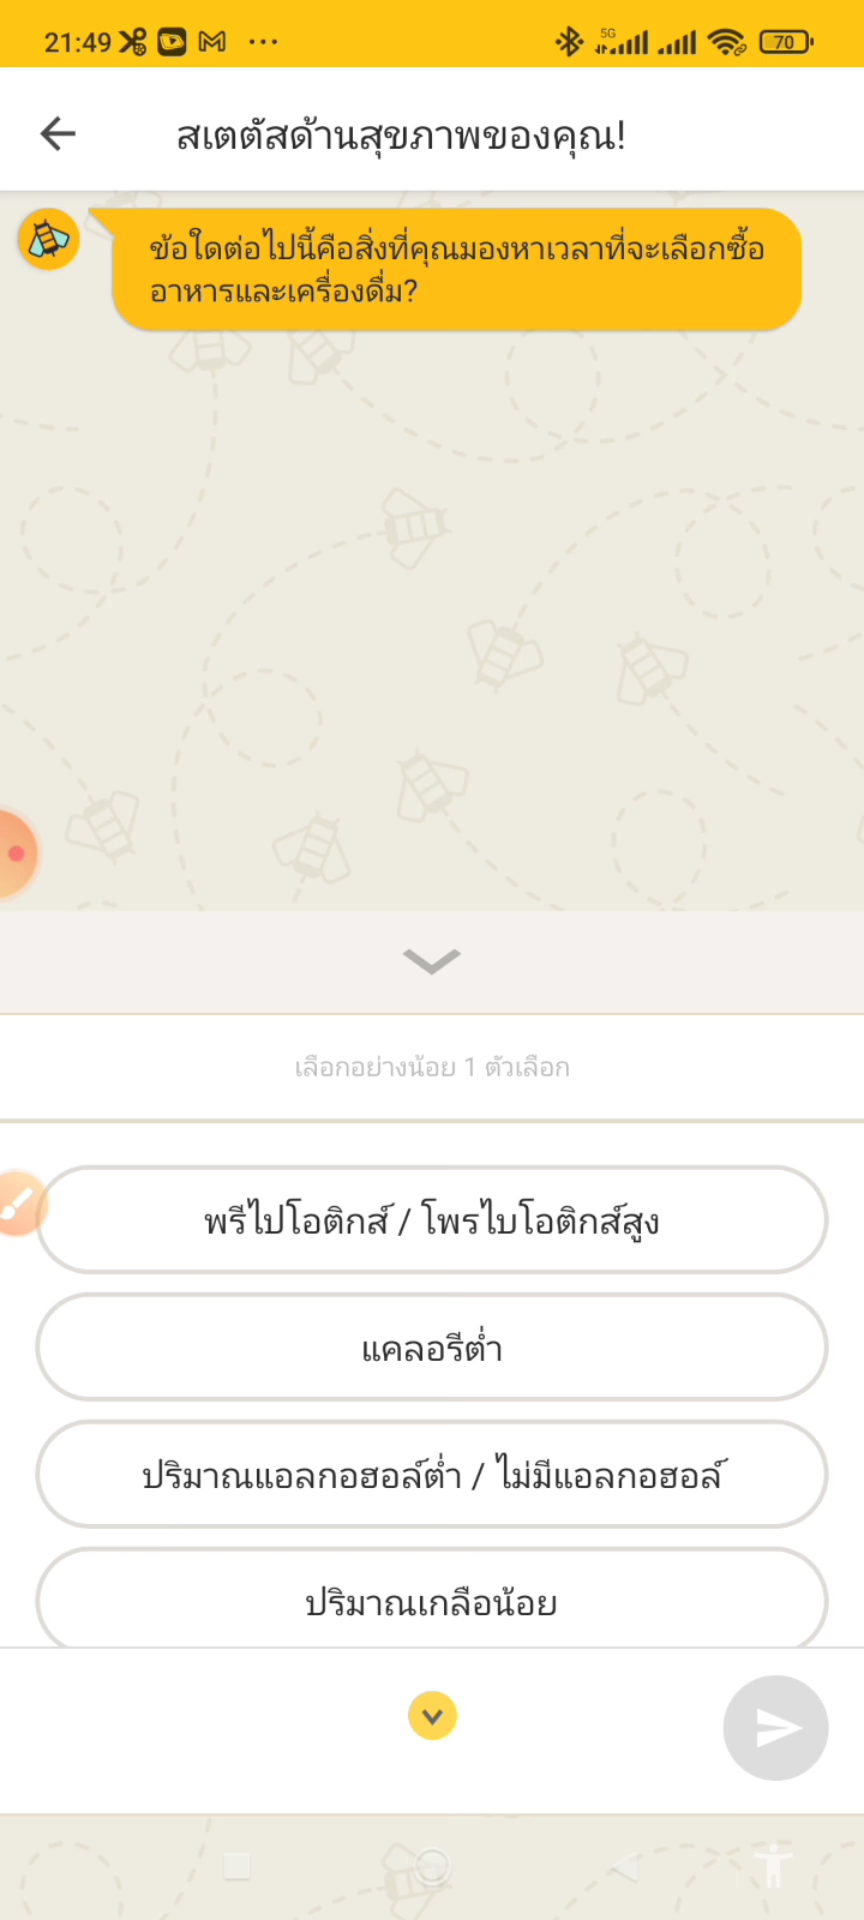 21:49
5G
70
สเตตัสด้านสุขภาพของคุณ!
ข้อใดต่อไปนี้คือสิ่งที่คุณมองหาเวลาที่จะเลือกซื้อ
อาหารและเครื่องดื่ม?
เลือกอย่างน้อย 1 ตัวเลือก
พรีไปโอติกส์ / โพรไบโอติกส์สูง
แคลอรีต่ำ
ปริมาณแอลกอฮอล์ต่ำ / ไม่มีแอลกอฮอล์
ปริมาณเกลือน้อย